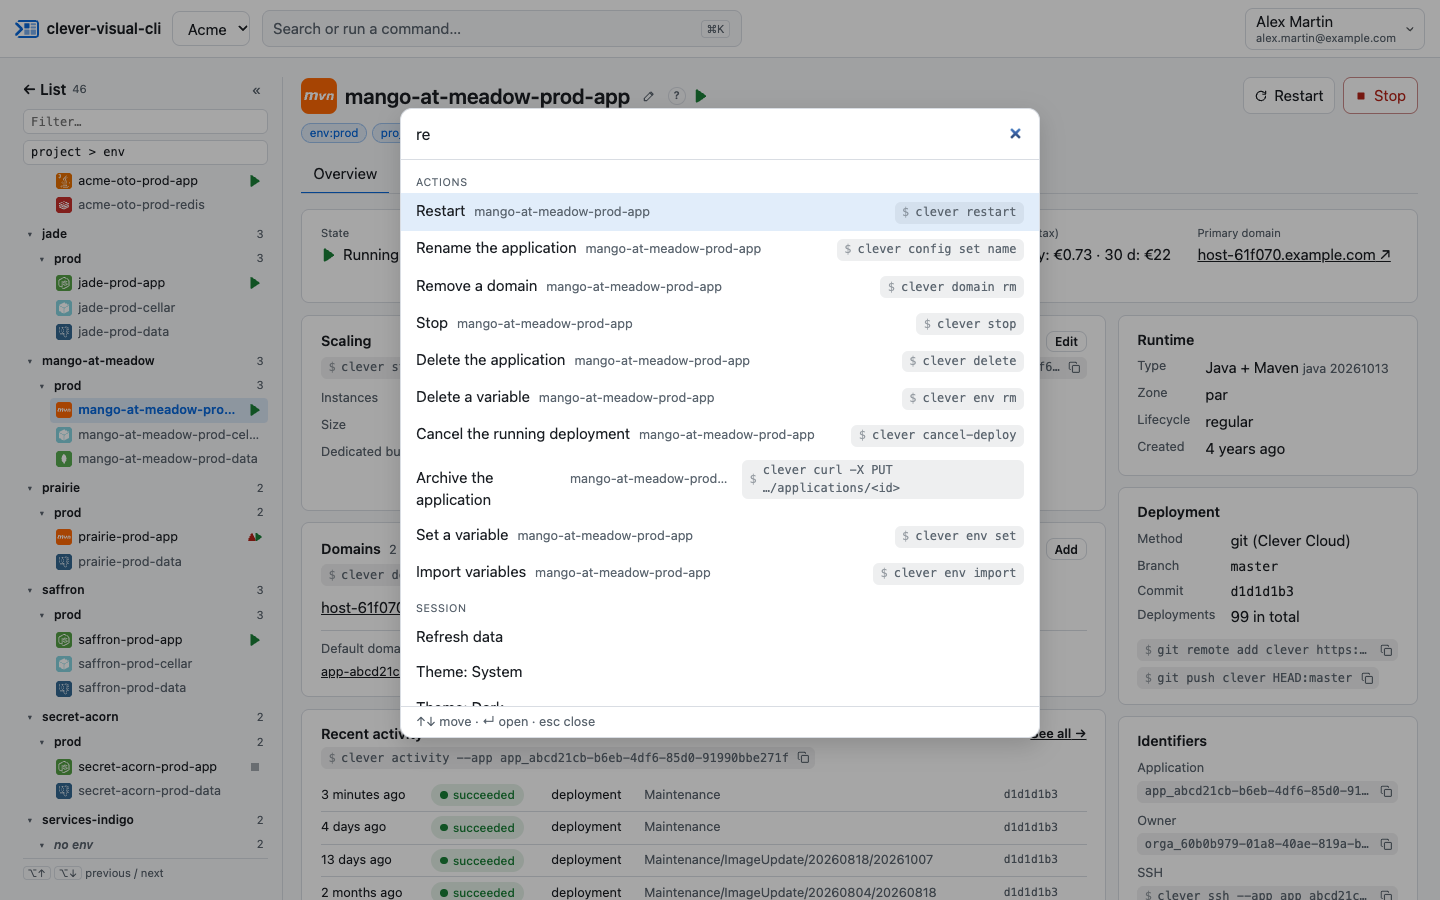 clever-visual-cli
Acme
Search or run a command...
⌘K
Alex Martin
alex.martin@example.com
← List 46
«
Filter…
project > env
acme-oto-prod-app
acme-oto-prod-redis
jade 3
prod 3
jade-prod-app
jade-prod-cellar
jade-prod-data
mango-at-meadow 3
prod 3
mango-at-meadow-pro...
mango-at-meadow-prod-cel...
mango-at-meadow-prod-data
prairie 2
prod 2
prairie-prod-app
prairie-prod-data
saffron 3
prod 3
saffron-prod-app
saffron-prod-cellar
saffron-prod-data
secret-acorn 2
prod 2
secret-acorn-prod-app
secret-acorn-prod-data
services-indigo 2
no env 2
⌥↑ ⌥↓ previous / next
mvn mango-at-meadow-prod-app ?
Restart
Stop
env:prod
Overview
State
Running
Primary domain
€0.73 · 30 d: €22
host-61f070.example.com ↗
re
ACTIONS
Restart mango-at-meadow-prod-app $ clever restart
Rename the application mango-at-meadow-prod-app $ clever config set name
Remove a domain mango-at-meadow-prod-app $ clever domain rm
Stop mango-at-meadow-prod-app $ clever stop
Delete the application mango-at-meadow-prod-app $ clever delete
Delete a variable mango-at-meadow-prod-app $ clever env rm
Cancel the running deployment mango-at-meadow-prod-app $ clever cancel-deploy
Archive the application mango-at-meadow-prod... $ clever curl -X PUT …/applications/<id>
Set a variable mango-at-meadow-prod-app $ clever env set
Import variables mango-at-meadow-prod-app $ clever env import
SESSION
Refresh data
Theme: System
Theme: Dark
↑↓ move · ↵ open · esc close
Scaling
Edit
$ clever
Instances
Size
Dedicated
Domains 2
Add
$ clever
host-61f070
Default
app-abcd21c
Recent activity
See all →
$ clever activity --app app_abcd21cb-b6eb-4df6-85d0-91990bbe271f
3 minutes ago succeeded deployment Maintenance d1d1d1b3
4 days ago succeeded deployment Maintenance d1d1d1b3
13 days ago succeeded deployment Maintenance/ImageUpdate/20260818/20261007 d1d1d1b3
2 months ago succeeded deployment Maintenance/ImageUpdate/20260804/20260818 d1d1d1b3
Runtime
Type Java + Maven java 20261013
Zone par
Lifecycle regular
Created 4 years ago
Deployment
Method git (Clever Cloud)
Branch master
Commit d1d1d1b3
Deployments 99 in total
$ git remote add clever https:…
$ git push clever HEAD:master
Identifiers
Application
app_abcd21cb-b6eb-4df6-85d0-91…
Owner
orga_60b0b979-01a8-40ae-819a-b…
SSH
$ clever ssh --app app_abcd21c…